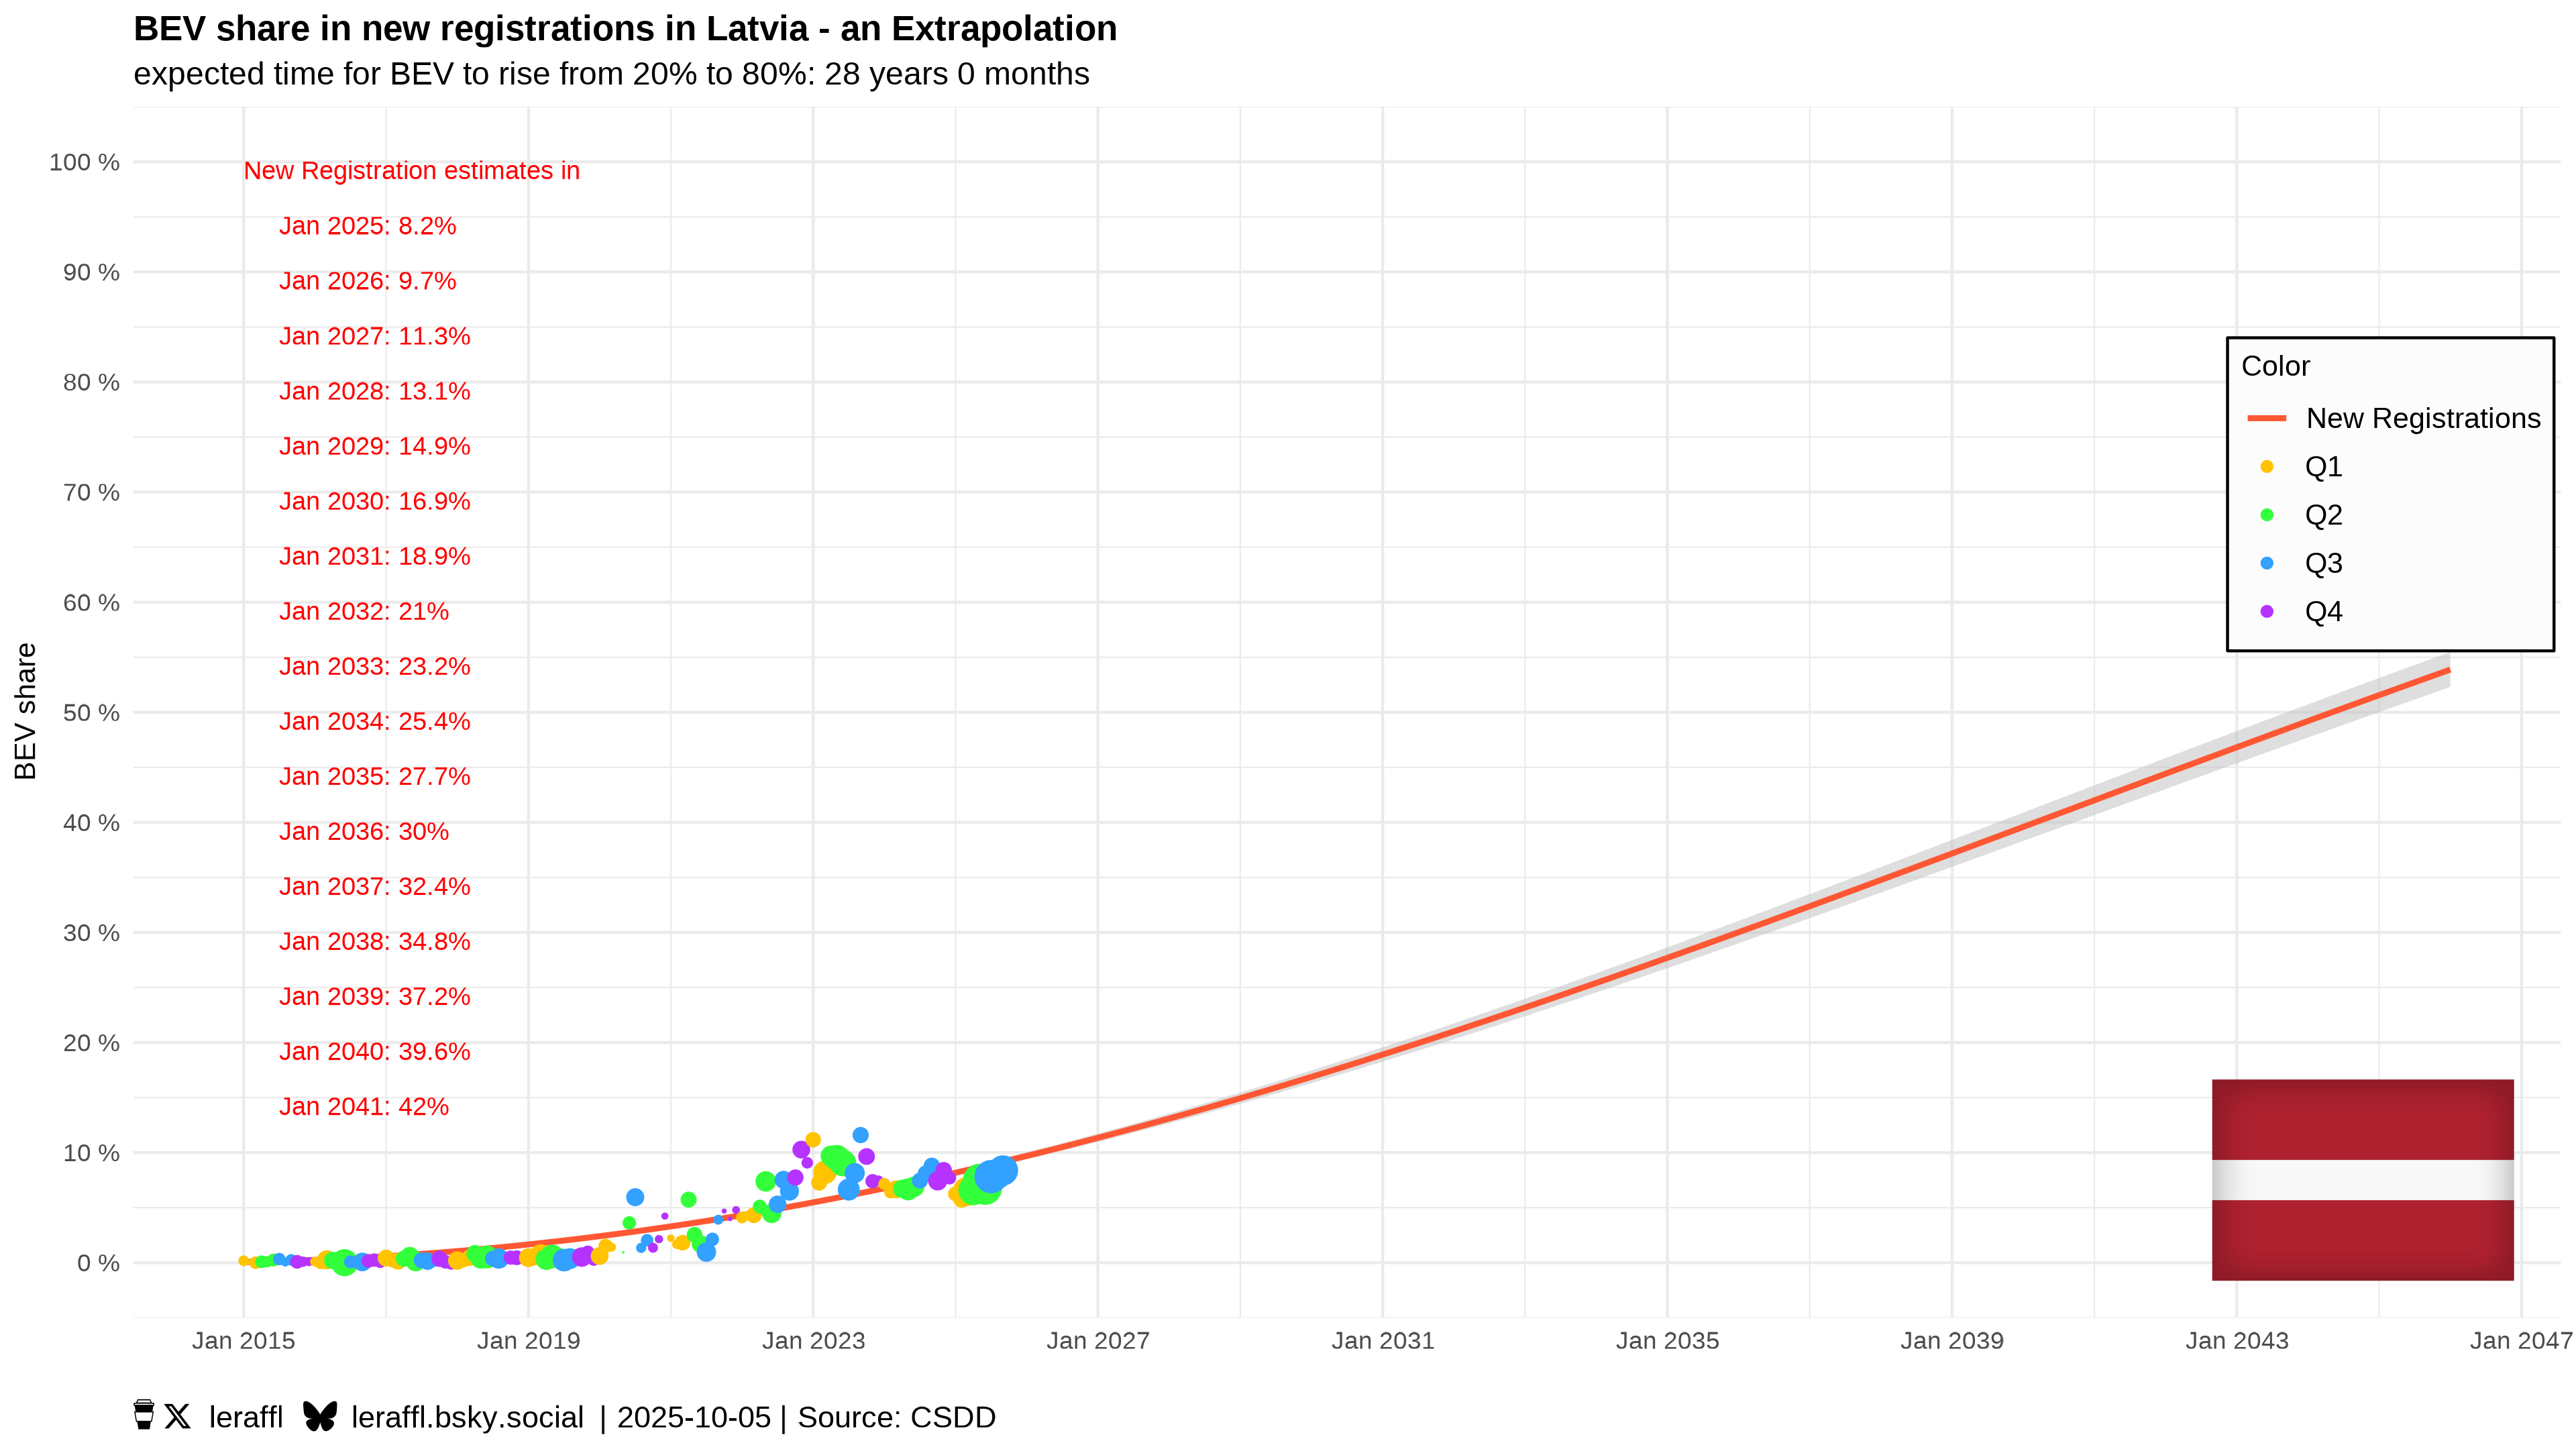 BEV share in new registrations in Latvia - an Extrapolation
expected time for BEV to rise from 20% to 80%: 28 years 0 months
BEV share
100 %
90 %
80 %
70 %
60 %
50 %
40 %
30 %
20 %
10 %
0 %
New Registration estimates in
Jan 2025: 8.2%
Jan 2026: 9.7%
Jan 2027: 11.3%
Jan 2028: 13.1%
Jan 2029: 14.9%
Jan 2030: 16.9%
Jan 2031: 18.9%
Jan 2032: 21%
Jan 2033: 23.2%
Jan 2034: 25.4%
Jan 2035: 27.7%
Jan 2036: 30%
Jan 2037: 32.4%
Jan 2038: 34.8%
Jan 2039: 37.2%
Jan 2040: 39.6%
Jan 2041: 42%
Color
New Registrations
Q1
Q2
Q3
Q4
Jan 2015 Jan 2019 Jan 2023 Jan 2027 Jan 2031 Jan 2035 Jan 2039 Jan 2043 Jan 2047
leraffl leraffl.bsky.social | 2025-10-05 | Source: CSDD